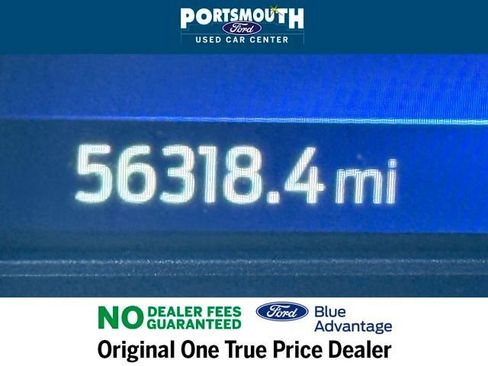 PORTSMOUTH
Ford
USED CAR CENTER
56318.4 mi
NO DEALER FEES
GUARANTEED
Ford
Blue
Advantage
Original One True Price Dealer